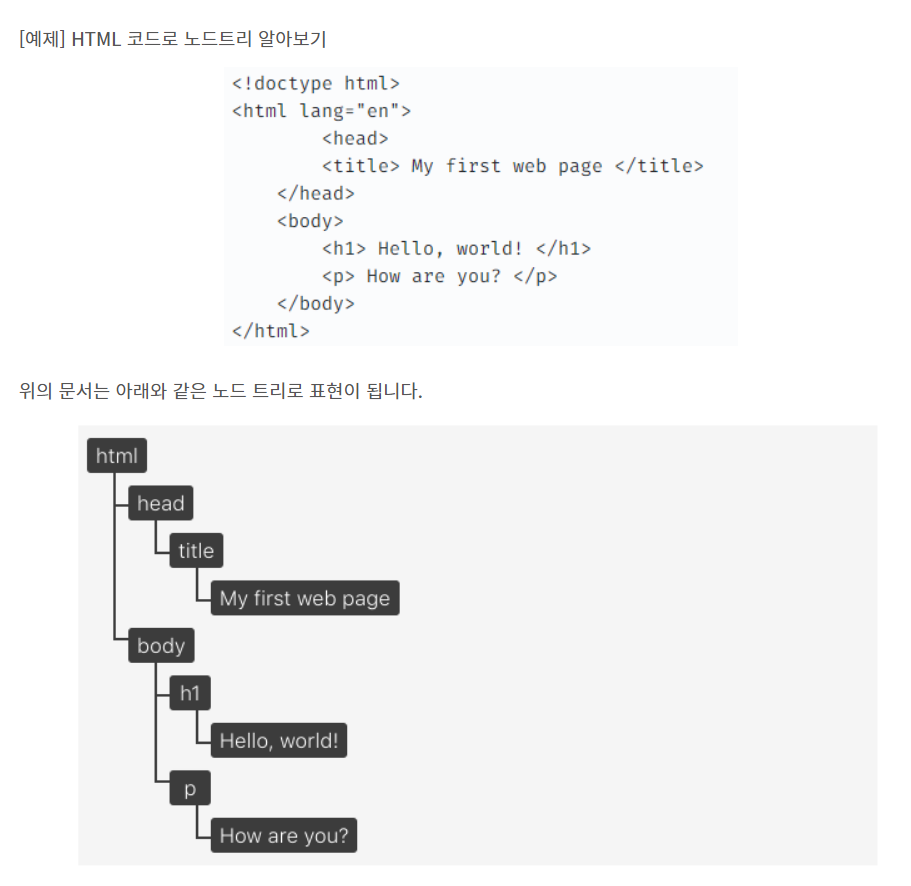 [예제] HTML 코드로 노드트리 알아보기
<!doctype html>
<html lang="en">
<head>
<title> My first web page </title>
</head>
<body>
<h1> Hello, world! </h1>
<p> How are you? </p>
</body>
</html>
위의 문서는 아래와 같은 노드 트리로 표현이 됩니다.
html
head
title
My first web page
body
h1
Hello, world!
p
How are you?